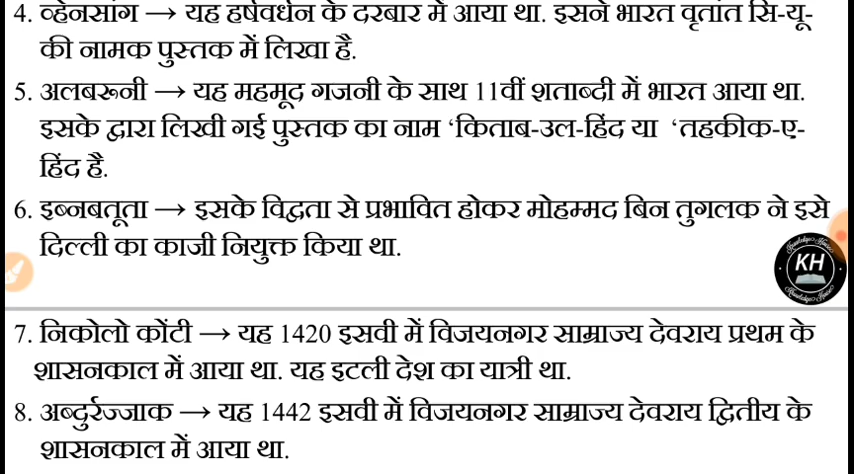 4. व्हेनसांग → यह हर्षवर्धन के दरबार में आया था. इसने भारत वृतांत सि-यू-
की नामक पुस्तक में लिखा है.
5. अलबरूनी → यह महमूद गजनी के साथ 11वीं शताब्दी में भारत आया था.
इसके द्वारा लिखी गई पुस्तक का नाम ‘किताब-उल-हिंद या ‘तहकीक-ए-
हिंद है.
6. इब्नबतूता → इसके विद्वता से प्रभावित होकर मोहम्मद बिन तुगलक ने इसे
दिल्ली का काजी नियुक्त किया था.
KH
7. निकोलो कोंटी → यह 1420 इसवी में विजयनगर साम्राज्य देवराय प्रथम के
शासनकाल में आया था. यह इटली देश का यात्री था.
8. अब्दुर्रज्जाक → यह 1442 इसवी में विजयनगर साम्राज्य देवराय द्वितीय के
शासनकाल में आया था.